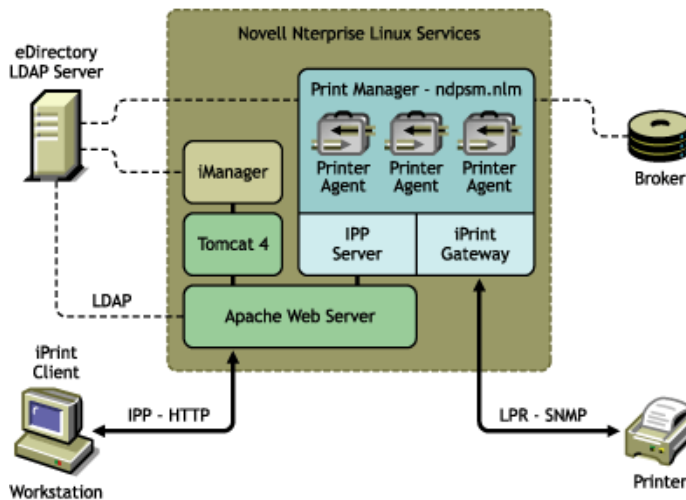 Novell Nterprise Linux Services
eDirectory
LDAP Server
Print Manager - ndpsm.nlm
Printer
Agent
Printer
Agent
Printer
Agent
Broker
iManager
Tomcat 4
IPP
Server
iPrint
Gateway
LDAP
Apache Web Server
iPrint
Client
IPP - HTTP
LPR - SNMP
Workstation
Printer